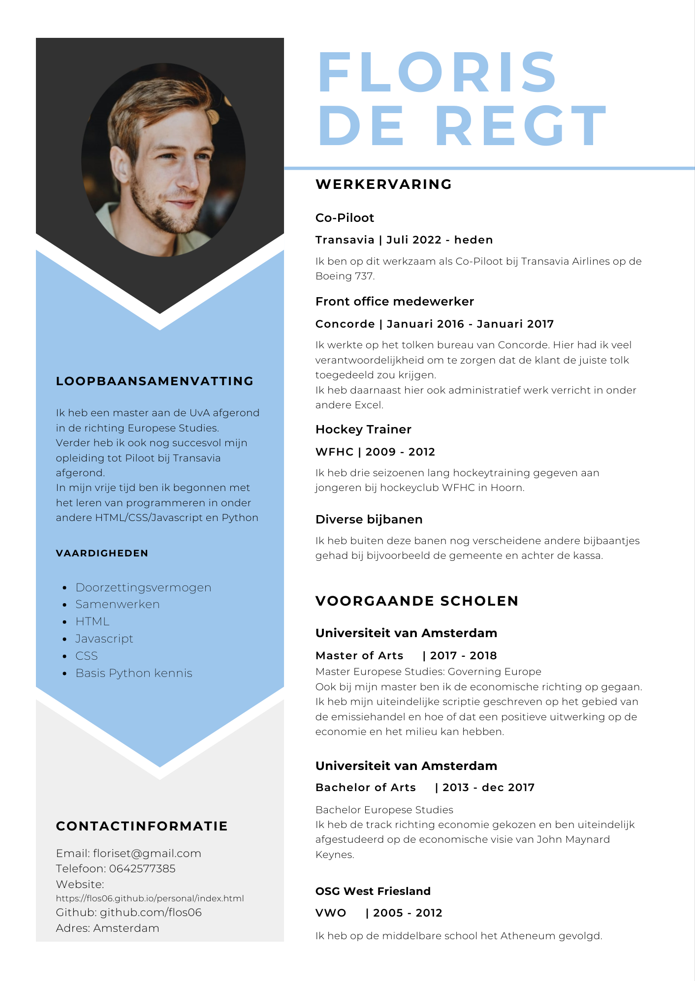 FLORIS
DE REGT
LOOPBAANSAMENVATTING
Ik heb een master aan de UvA afgerond
in de richting Europese Studies.
Verder heb ik ook nog succesvol mijn
opleiding tot Piloot bij Transavia
afgerond.
In mijn vrije tijd ben ik begonnen met
het leren van programmeren in onder
andere HTML/CSS/Javascript en Python
VAARDIGHEDEN
• Doorzettingsvermogen
• Samenwerken
• HTML
• Javascript
• CSS
• Basis Python kennis
CONTACTINFORMATIE
Email: floriset@gmail.com
Telefoon: 0642577385
Website:
https://flos06.github.io/personal/index.html
Github: github.com/flos06
Adres: Amsterdam
WERKERVARING
Co-Piloot
Transavia | Juli 2022 - heden
Ik ben op dit werkzaam als Co-Piloot bij Transavia Airlines op de
Boeing 737.
Front office medewerker
Concorde | Januari 2016 - Januari 2017
Ik werkte op het tolken bureau van Concorde. Hier had ik veel
verantwoordelijkheid om te zorgen dat de klant de juiste tolk
toegedeeld zou krijgen.
Ik heb daarnaast hier ook administratief werk verricht in onder
andere Excel.
Hockey Trainer
WFHC | 2009 - 2012
Ik heb drie seizoenen lang hockeytraining gegeven aan
jongeren bij hockeyclub WFHC in Hoorn.
Diverse bijbanen
Ik heb buiten deze banen nog verscheidene andere bijbaantjes
gehad bij bijvoorbeeld de gemeente en achter de kassa.
VOORGAANDE SCHOLEN
Universiteit van Amsterdam
Master of Arts | 2017 - 2018
Master Europese Studies: Governing Europe
Ook bij mijn master ben ik de economische richting op gegaan.
Ik heb mijn uiteindelijke scriptie geschreven op het gebied van
de emissiehandel en hoe of dat een positieve uitwerking op de
economie en het milieu kan hebben.
Universiteit van Amsterdam
Bachelor of Arts | 2013 - dec 2017
Bachelor Europese Studies
Ik heb de track richting economie gekozen en ben uiteindelijk
afgestudeerd op de economische visie van John Maynard
Keynes.
OSG West Friesland
VWO | 2005 - 2012
Ik heb op de middelbare school het Atheneum gevolgd.